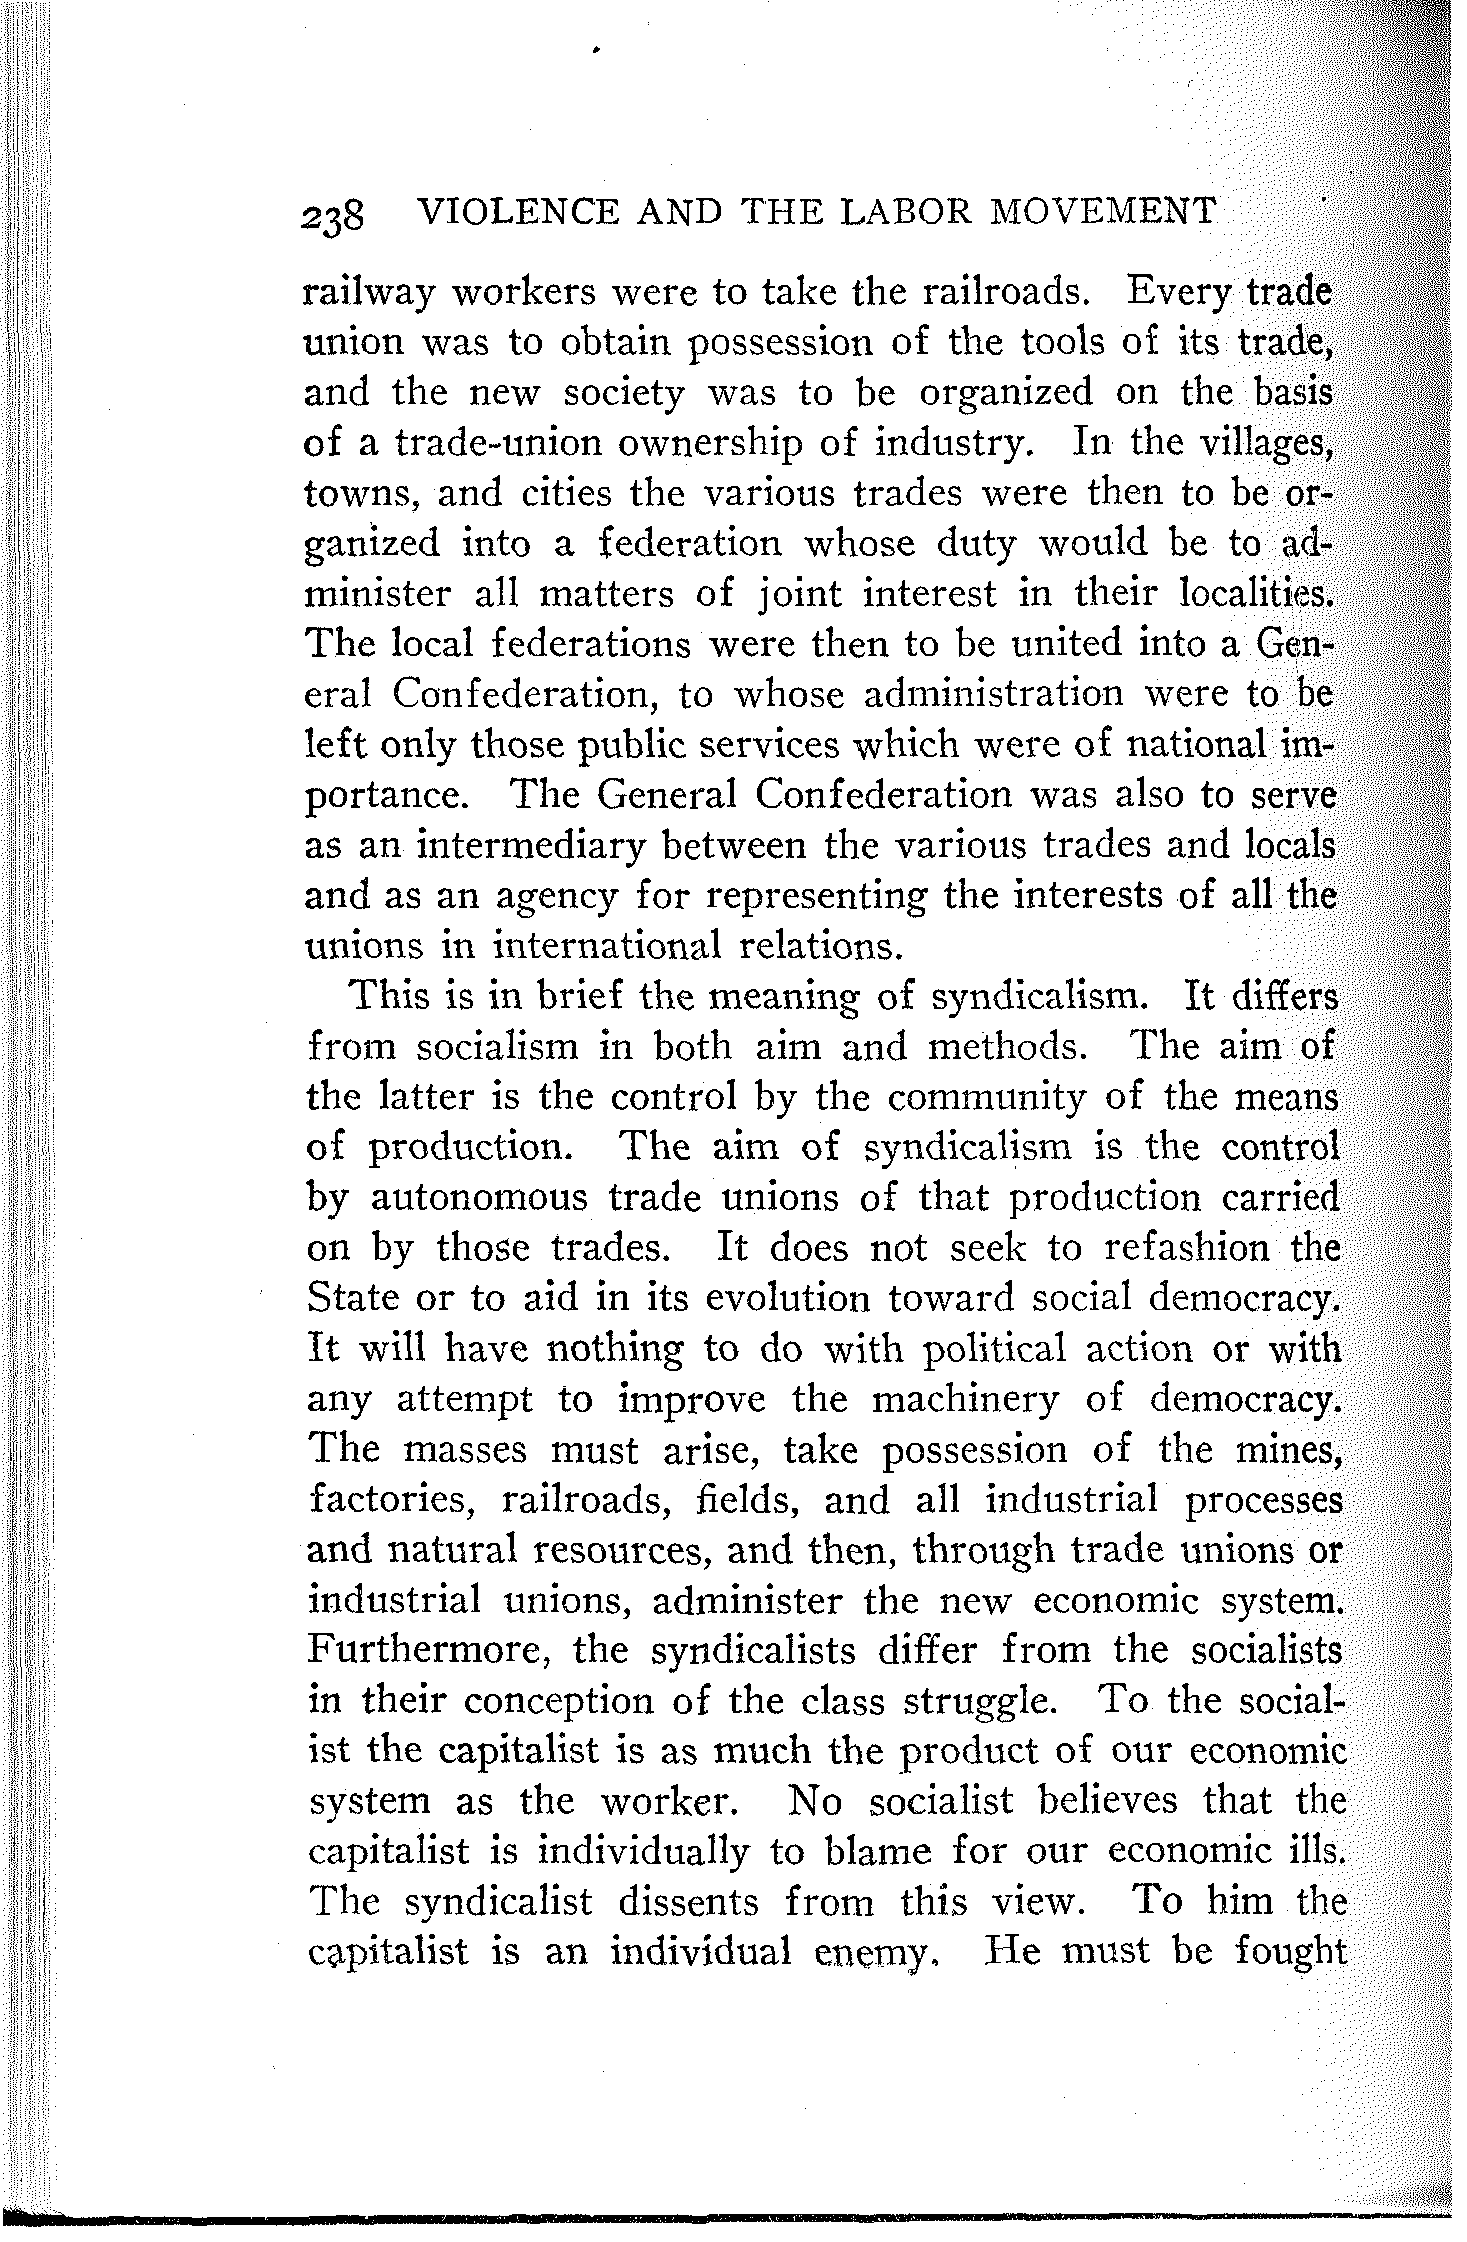 238 VIOLENCE AND THE LABOR MOVEMENT
railway workers were to take the railroads. Every trade
union was to obtain possession of the tools of its trade,
and the new society was to be organized on the basis
of a trade-union ownership of industry. In the villages,
towns, and cities the various trades were then to be or-
ganized into a federation whose duty would be to ad-
minister all matters of joint interest in their localities.
The local federations were then to be united into a Gen-
eral Confederation, to whose administration were to be
left only those public services which were of national im-
portance. The General Confederation was also to serve
as an intermediary between the various trades and locals
and as an agency for representing the interests of all the
unions in international relations.
This is in brief the meaning of syndicalism. It differs
from socialism in both aim and methods. The aim of
the latter is the control by the community of the means
of production. The aim of syndicalism is the control
by autonomous trade unions of that production carried
on by those trades. It does not seek to refashion the
State or to aid in its evolution toward social democracy.
It will have nothing to do with political action or with
any attempt to improve the machinery of democracy.
The masses must arise, take possession of the mines,
factories, railroads, fields, and all industrial processes
and natural resources, and then, through trade unions or
industrial unions, administer the new economic system.
Furthermore, the syndicalists differ from the socialists
in their conception of the class struggle. To the social-
ist the capitalist is as much the product of our economic
system as the worker. No socialist believes that the
capitalist is individually to blame for our economic ills.
The syndicalist dissents from this view. To him the
capitalist is an individual enemy. He must be fought